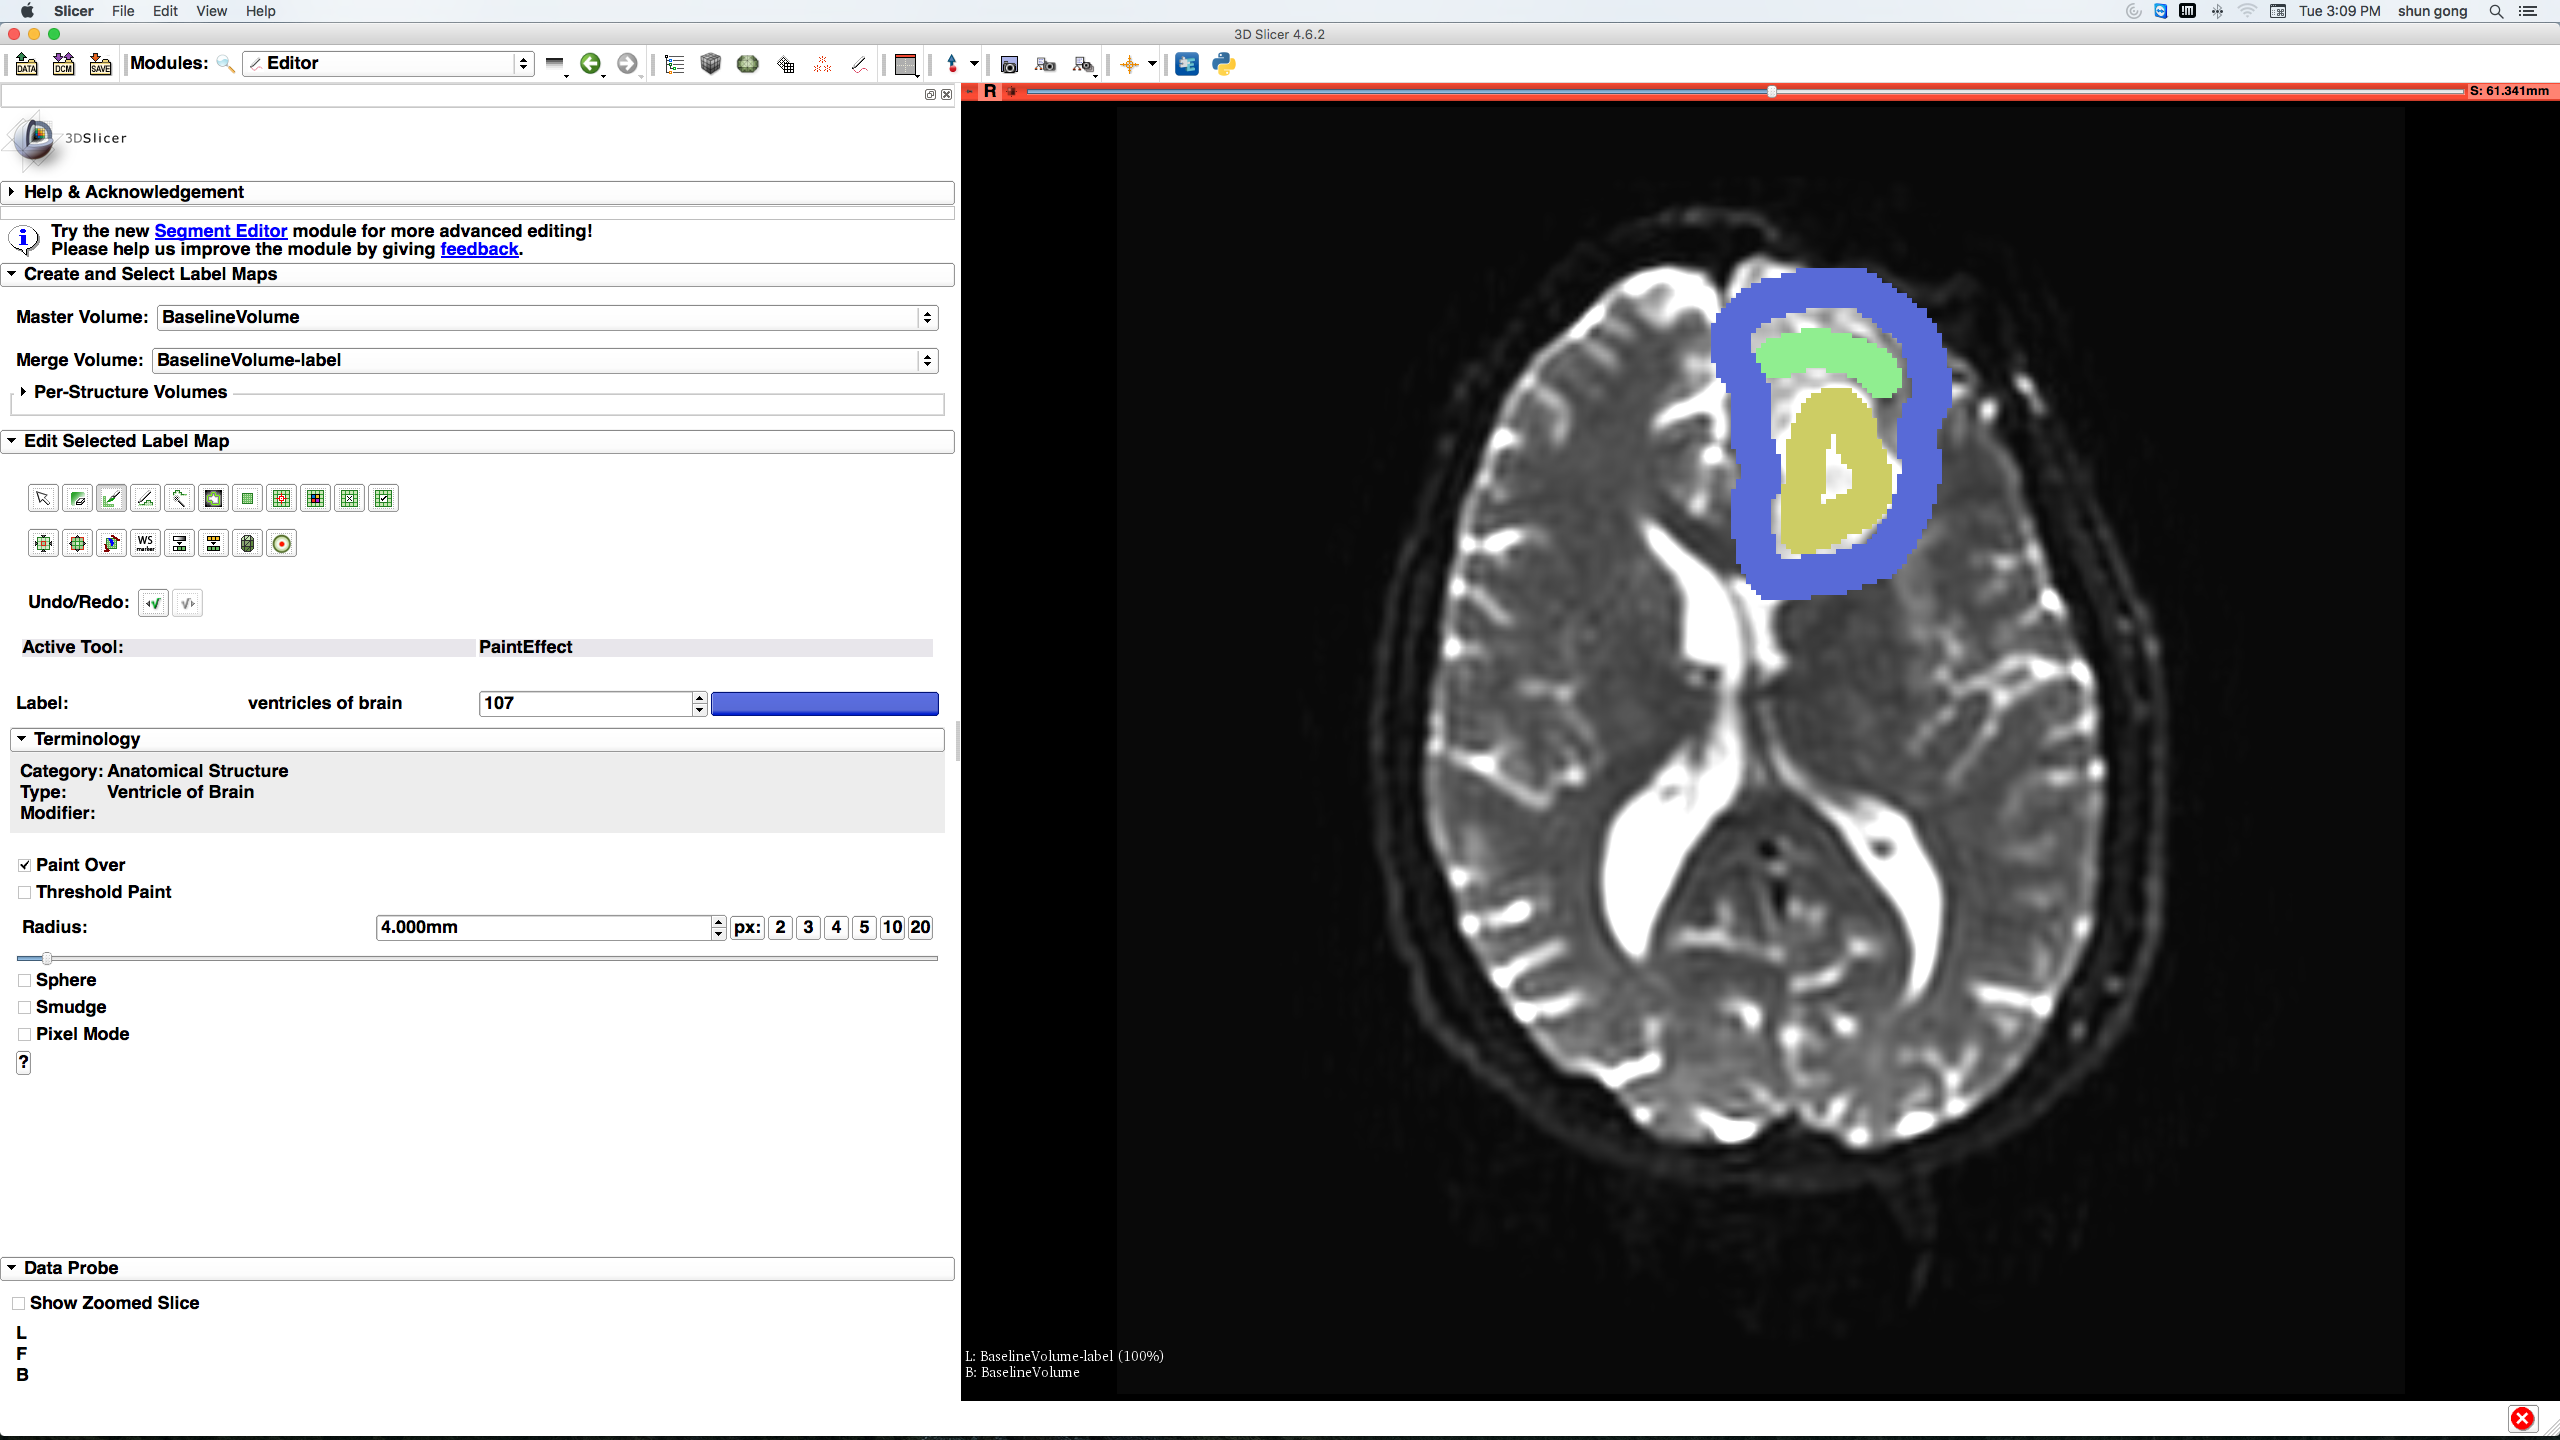 Slicer File Edit View Help
Tue 3:09 PM shun gong
3D Slicer 4.6.2
DATA DCM SAVE Modules: Editor
R S: 61.341mm
3DSlicer
Help & Acknowledgement
Try the new Segment Editor module for more advanced editing!
Please help us improve the module by giving feedback.
Create and Select Label Maps
Master Volume: BaselineVolume
Merge Volume: BaselineVolume-label
Per-Structure Volumes
Edit Selected Label Map
WS
marker
Undo/Redo:
Active Tool: PaintEffect
Label: ventricles of brain 107
Terminology
Category: Anatomical Structure
Type: Ventricle of Brain
Modifier:
Paint Over
Threshold Paint
Radius: 4.000mm px: 2 3 4 5 10 20
Sphere
Smudge
Pixel Mode
?
Data Probe
Show Zoomed Slice
L
F
B
L: BaselineVolume-label (100%)
B: BaselineVolume